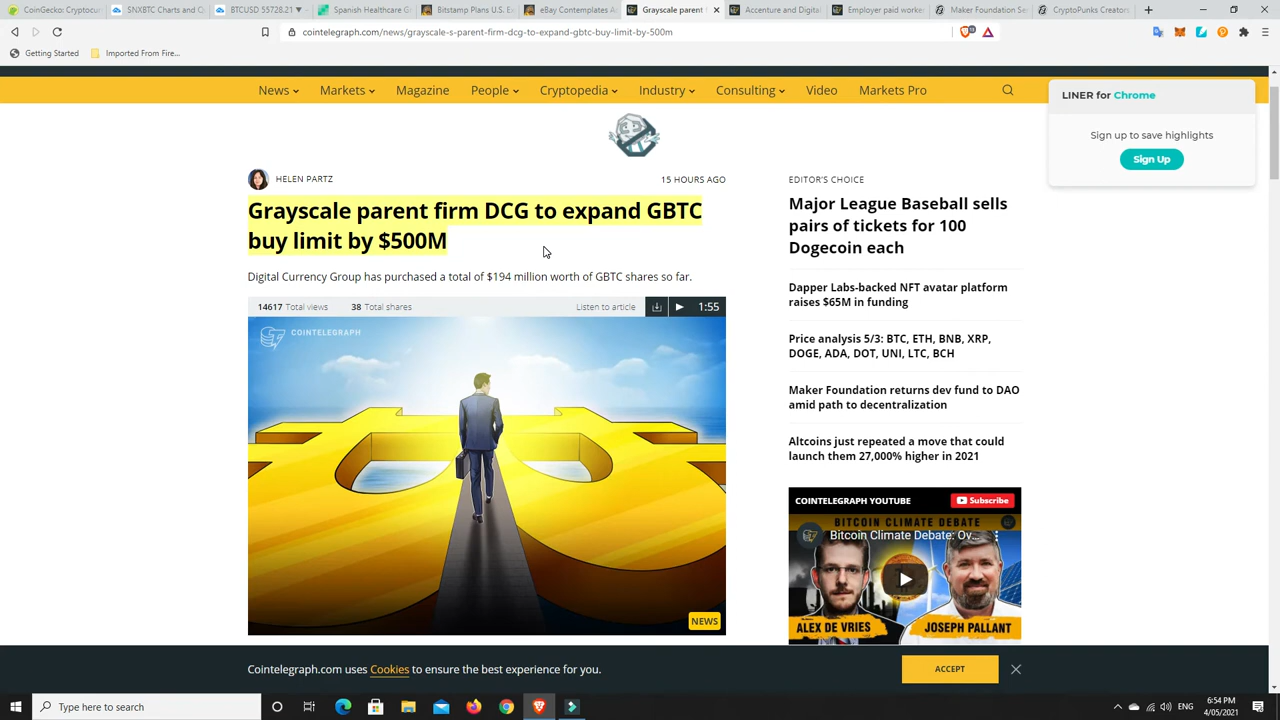 CoinGecko: Cryptocur
SNXBTC Charts and Q
BTCUSD 55728.21
Spanish Healthcare G
Bitstamp Plans U.S. E
eBay Contemplates A
Grayscale parent f
Accenture and Digita
Employer paid worke
Maker Foundation Se
CryptoPunks Creators
cointelegraph.com/news/grayscale-s-parent-firm-dcg-to-expand-gbtc-buy-limit-by-500m
Getting Started
Imported From Fire...
News
Markets
Magazine
People
Cryptopedia
Industry
Consulting
Video
Markets Pro
LINER for Chrome
Sign up to save highlights
Sign Up
HELEN PARTZ
15 HOURS AGO
Grayscale parent firm DCG to expand GBTC
buy limit by $500M
Digital Currency Group has purchased a total of $194 million worth of GBTC shares so far.
14617 Total views
38 Total shares
Listen to article
1:55
COINTELEGRAPH
NEWS
EDITOR'S CHOICE
Major League Baseball sells
pairs of tickets for 100
Dogecoin each
Dapper Labs-backed NFT avatar platform
raises $65M in funding
Price analysis 5/3: BTC, ETH, BNB, XRP,
DOGE, ADA, DOT, UNI, LTC, BCH
Maker Foundation returns dev fund to DAO
amid path to decentralization
Altcoins just repeated a move that could
launch them 27,000% higher in 2021
COINTELEGRAPH YOUTUBE
Subscribe
BITCOIN CLIMATE DEBATE
Bitcoin Climate Debate: Ov...
ALEX DE VRIES
JOSEPH PALLANT
Cointelegraph.com uses Cookies to ensure the best experience for you.
ACCEPT
Type here to search
ENG
6:54 PM
4/05/2021